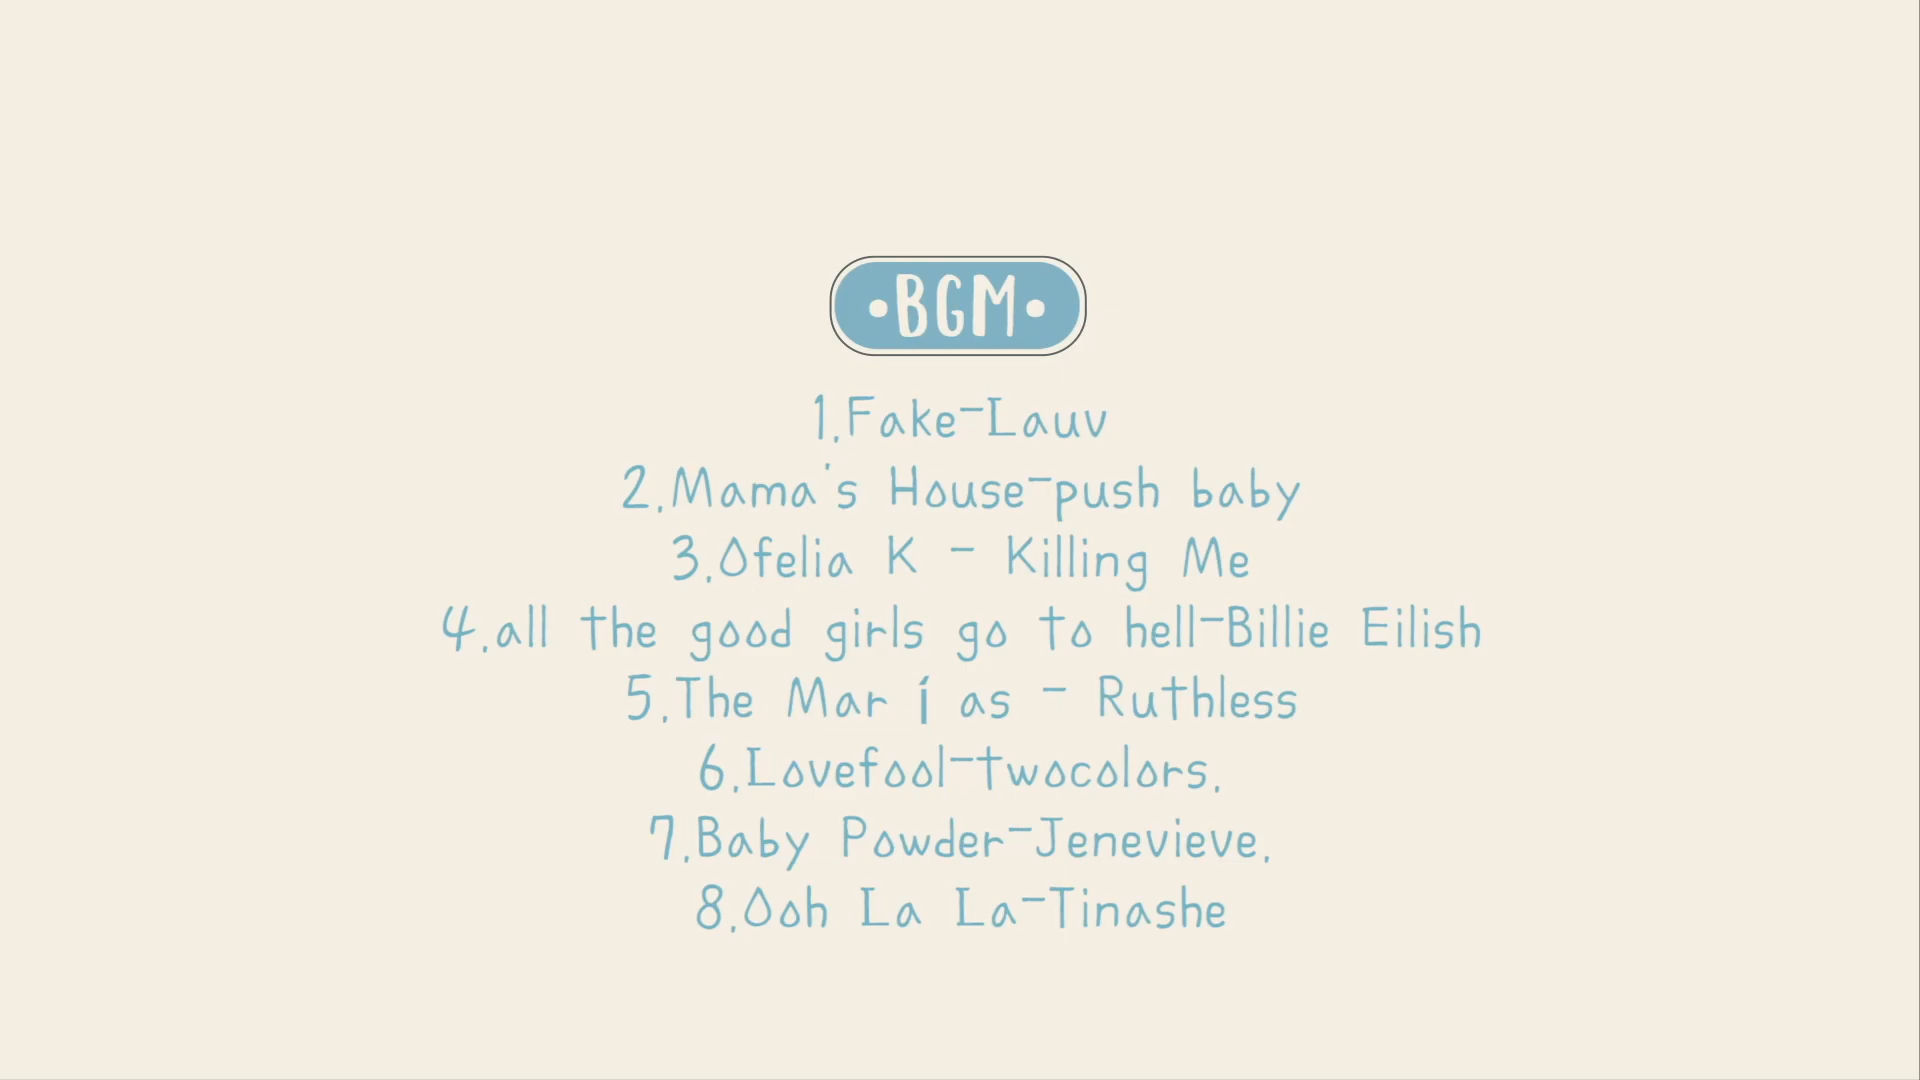 •BGM•
1.Fake-Lauv
2.Mama's House-push baby
3.Ofelia K - Killing Me
4.all the good girls go to hell-Billie Eilish
5.The Mar í as - Ruthless
6.Lovefool-twocolors.
7.Baby Powder-Jenevieve.
8.Ooh La La-Tinashe